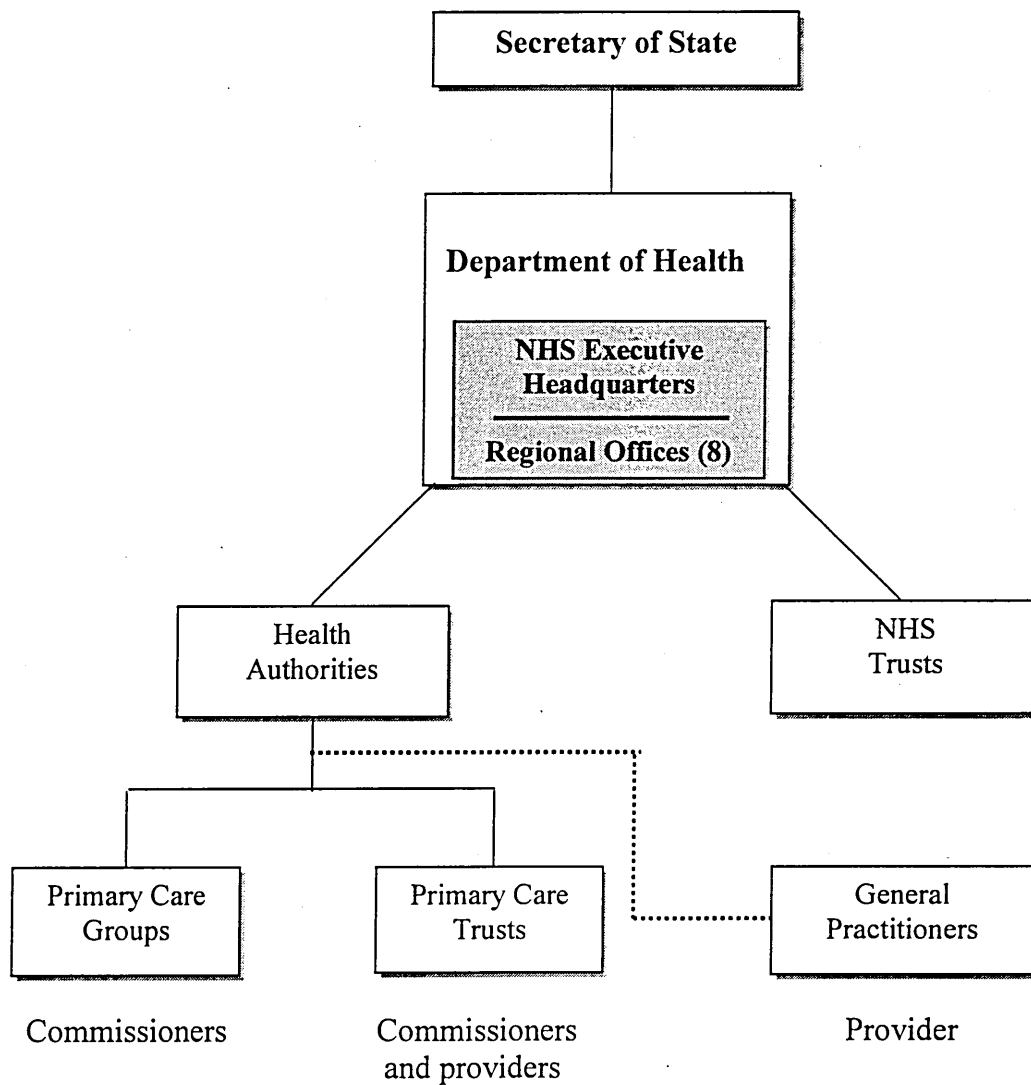 Secretary of State
Department of Health
NHS Executive
Headquarters
Regional Offices (8)
Health
Authorities
NHS
Trusts
Primary Care
Groups
Primary Care
Trusts
General
Practitioners
Commissioners
Commissioners
and providers
Provider